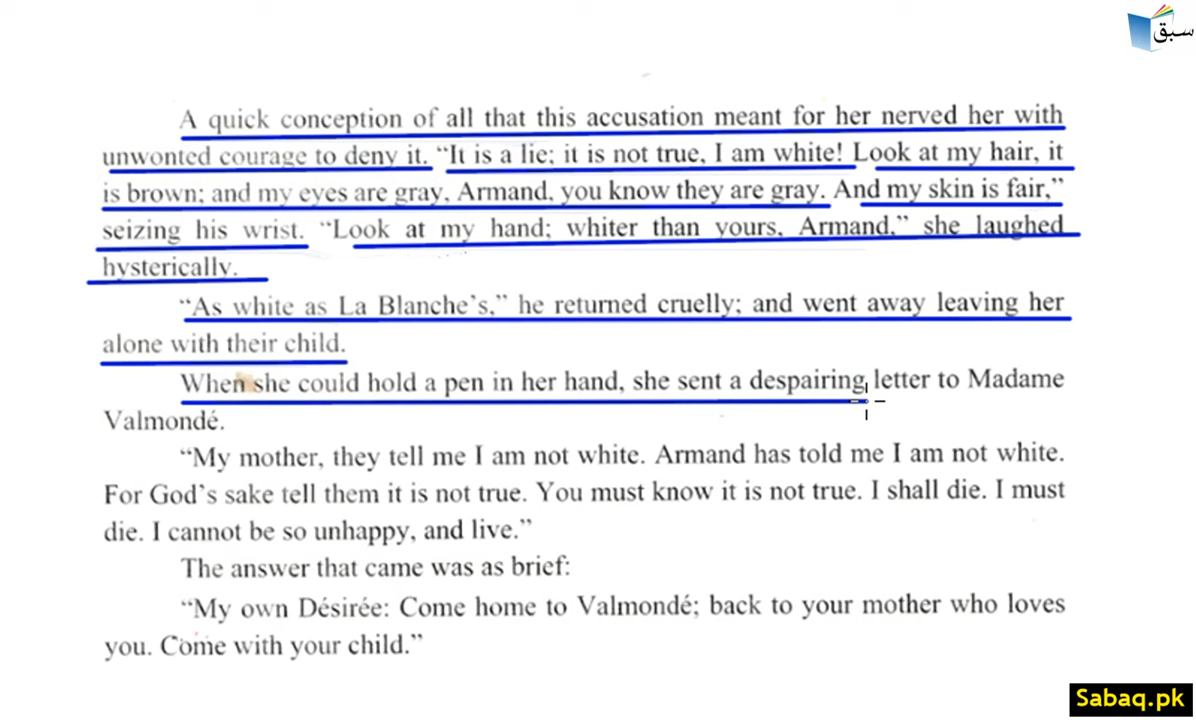 سبق
A quick conception of all that this accusation meant for her nerved her with
unwonted courage to deny it. “It is a lie; it is not true, I am white! Look at my hair, it
is brown; and my eyes are gray, Armand, you know they are gray. And my skin is fair,”
seizing his wrist. “Look at my hand; whiter than yours, Armand,” she laughed
hysterically.
“As white as La Blanche’s,” he returned cruelly; and went away leaving her
alone with their child.
When she could hold a pen in her hand, she sent a despairing letter to Madame
Valmondé.
“My mother, they tell me I am not white. Armand has told me I am not white.
For God’s sake tell them it is not true. You must know it is not true. I shall die. I must
die. I cannot be so unhappy, and live.”
The answer that came was as brief:
“My own Désirée: Come home to Valmondé; back to your mother who loves
you. Come with your child.”
Sabaq.pk